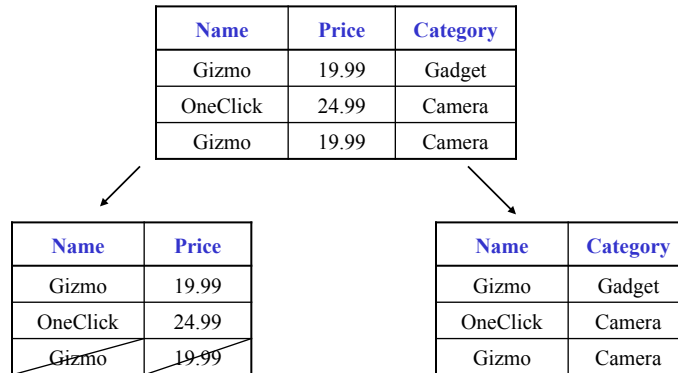 Name Price Category
Gizmo 19.99 Gadget
OneClick 24.99 Camera
Gizmo 19.99 Camera
Name Price
Gizmo 19.99
OneClick 24.99
Gizmo 19.99
Name Category
Gizmo Gadget
OneClick Camera
Gizmo Camera